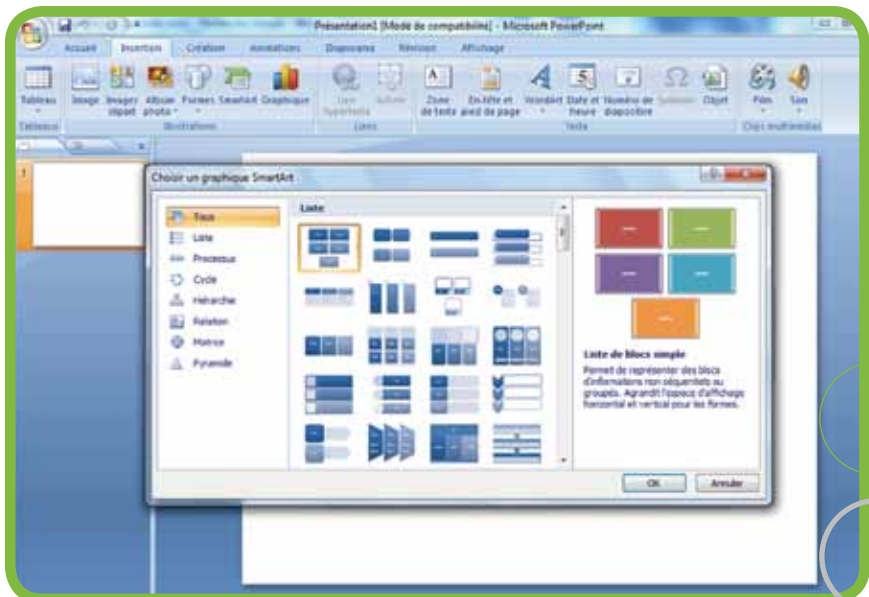 Présentation1 [Mode de compatibilité] - Microsoft PowerPoint
Accueil Insertion Création Animations Diaporama Révision Affichage
Tableau Image Images clipart Album photo Formes SmartArt Graphique Lien hypertexte Action Zone de texte En-tête et pied de page WordArt Date et heure Numéro de diapositive Symbole Objet Film Son
Tableaux Illustrations Liens Texte Clips multimédias
1
Choisir un graphique SmartArt
Tous
Liste
Processus
Cycle
Hiérarchie
Relation
Matrice
Pyramide
Liste
Liste de blocs simple
Permet de représenter des blocs
d'informations non séquentiels ou
groupés. Agrandit l'espace d'affichage
horizontal et vertical pour les formes.
OK Annuler